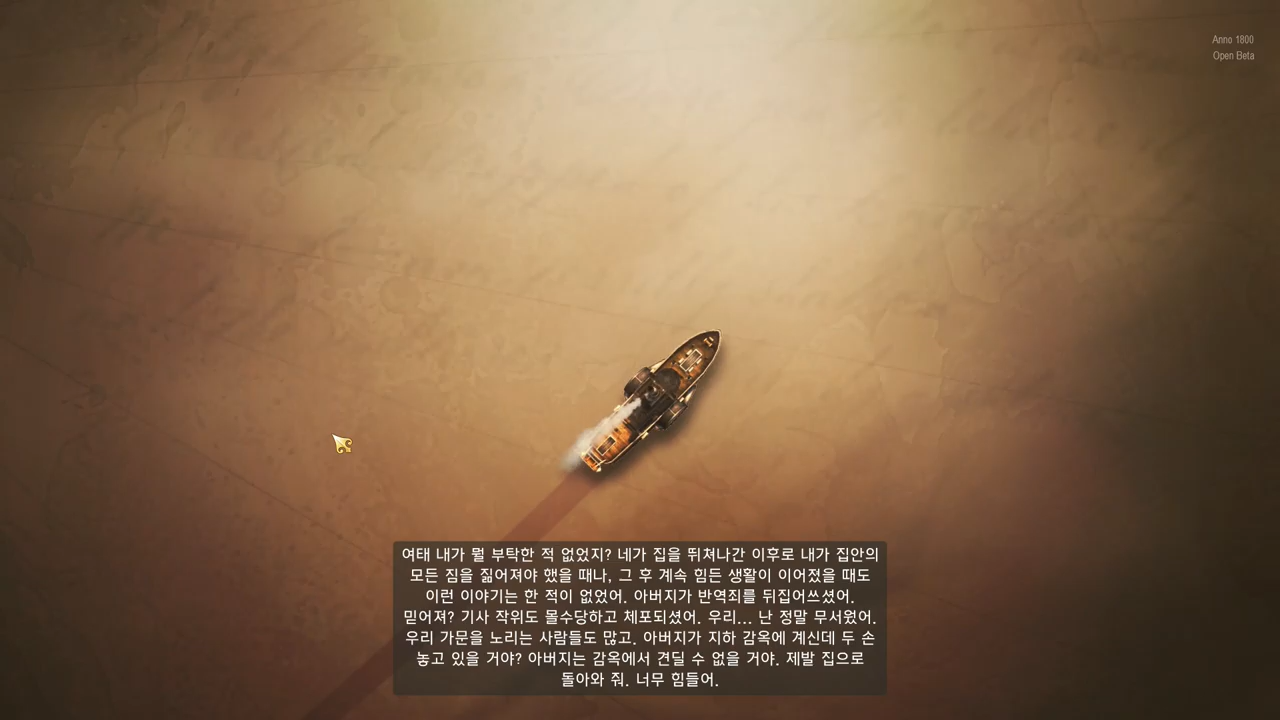 Anno 1800
Open Beta
여태 내가 뭘 부탁한 적 없었지? 네가 집을 뛰쳐나간 이후로 내가 집안의
모든 짐을 짊어져야 했을 때나, 그 후 계속 힘든 생활이 이어졌을 때도
이런 이야기는 한 적이 없었어. 아버지가 반역죄를 뒤집어쓰셨어.
믿어져? 기사 작위도 몰수당하고 체포되셨어. 우리... 난 정말 무서웠어.
우리 가문을 노리는 사람들도 많고. 아버지가 지하 감옥에 계신데 두 손
놓고 있을 거야? 아버지는 감옥에서 견딜 수 없을 거야. 제발 집으로
돌아와 줘. 너무 힘들어.